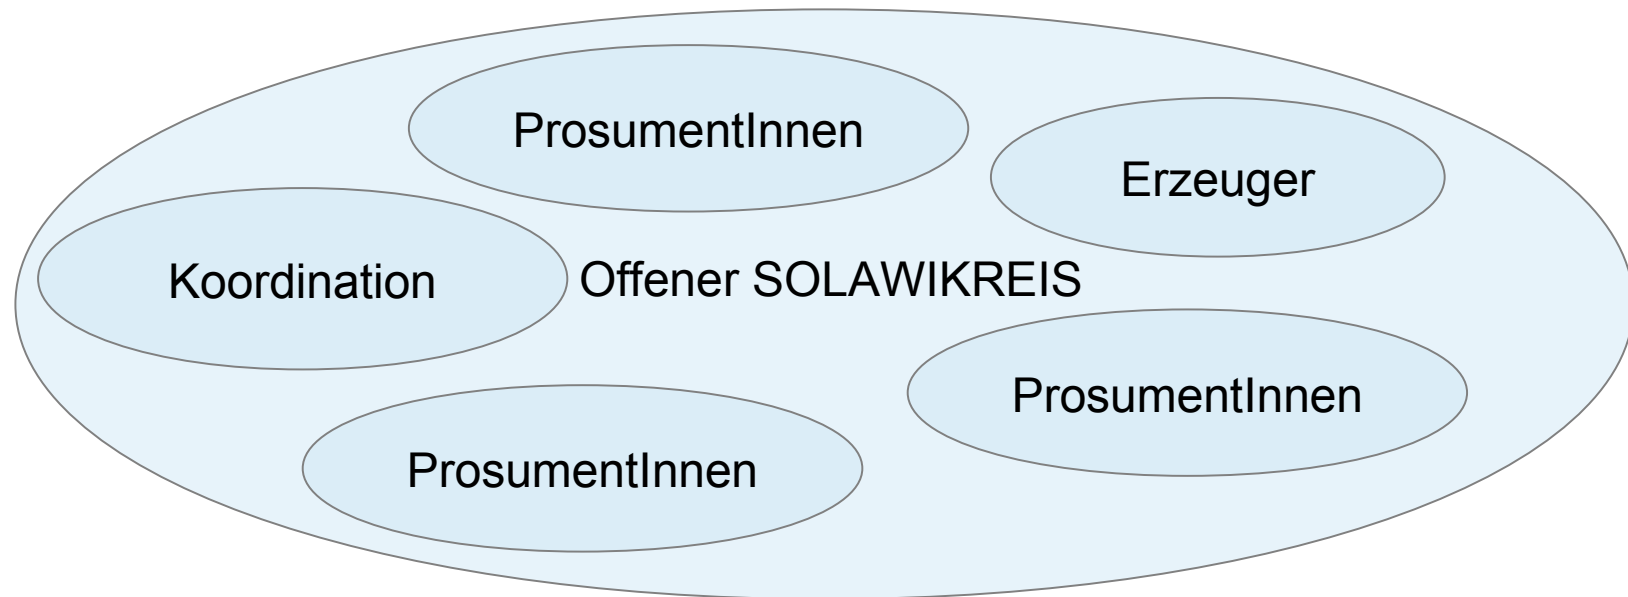 ProsumentInnen
Erzeuger
Koordination
Offener SOLAWIKREIS
ProsumentInnen
ProsumentInnen